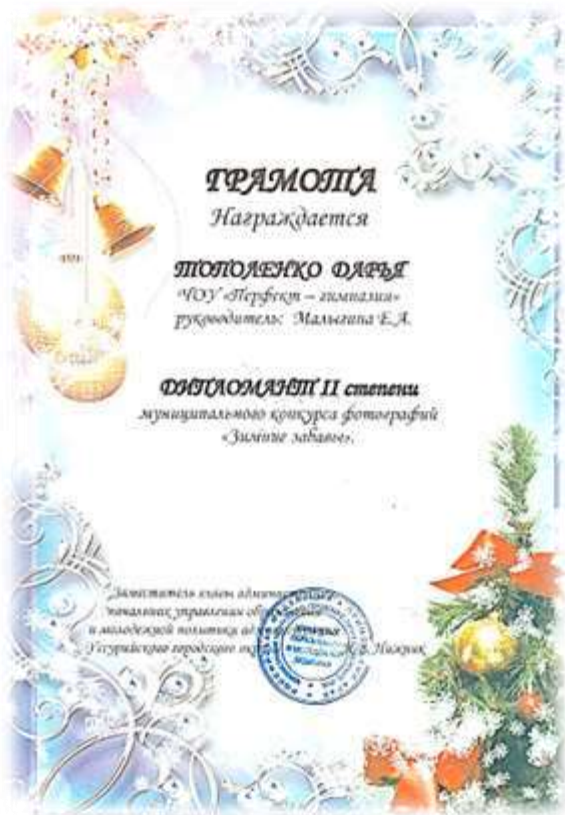 ГРАМОТА
Награждается
ТОПОЛЕНКО ДАРЬЯ
ЧОУ «Перфект – гимназия»
руководитель: Малыгина Е.А.
ДИПЛОМАНТ II степени
муниципального конкурса фотографий
«Зимние забавы».
Заместитель главы администрации
начальник управления
и молодежной политики
Уссурийского городского Нижник